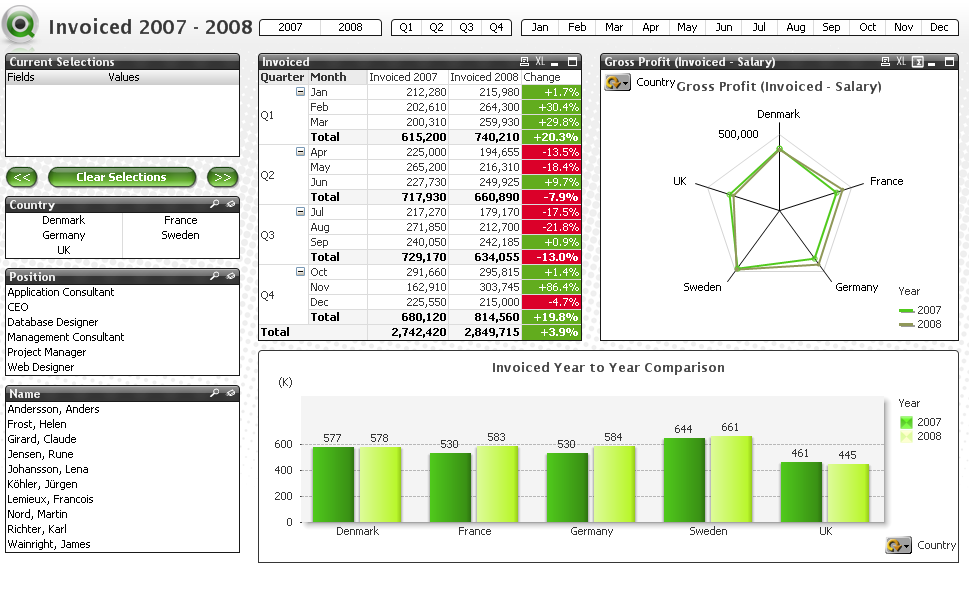 Invoiced 2007 - 2008
2007 2008
Q1 Q2 Q3 Q4
Jan Feb Mar Apr May Jun Jul Aug Sep Oct Nov Dec
Current Selections
Fields Values
<< Clear Selections >>
Country
Denmark France
Germany Sweden
UK
Position
Application Consultant
CEO
Database Designer
Management Consultant
Project Manager
Web Designer
Name
Andersson, Anders
Frost, Helen
Girard, Claude
Jensen, Rune
Johansson, Lena
Köhler, Jürgen
Lemieux, Francois
Nord, Martin
Richter, Karl
Wainright, James
Invoiced XL
Quarter Month Invoiced 2007 Invoiced 2008 Change
Q1 Jan 212,280 215,980 +1.7%
Feb 202,610 264,300 +30.4%
Mar 200,310 259,930 +29.8%
Total 615,200 740,210 +20.3%
Q2 Apr 225,000 194,655 -13.5%
May 265,200 216,310 -18.4%
Jun 227,730 249,925 +9.7%
Total 717,930 660,890 -7.9%
Q3 Jul 217,270 179,170 -17.5%
Aug 271,850 212,700 -21.8%
Sep 240,050 242,185 +0.9%
Total 729,170 634,055 -13.0%
Q4 Oct 291,660 295,815 +1.4%
Nov 162,910 303,745 +86.4%
Dec 225,550 215,000 -4.7%
Total 680,120 814,560 +19.8%
Total 2,742,420 2,849,715 +3.9%
Gross Profit (Invoiced - Salary) XL
Country
Gross Profit (Invoiced - Salary)
Denmark
500,000
UK France
Sweden Germany
Year
2007
2008
Invoiced Year to Year Comparison
(K)
Year
2007
2008
577 578 530 583 530 584 644 661 461 445
600
400
200
0
Denmark France Germany Sweden UK
Country